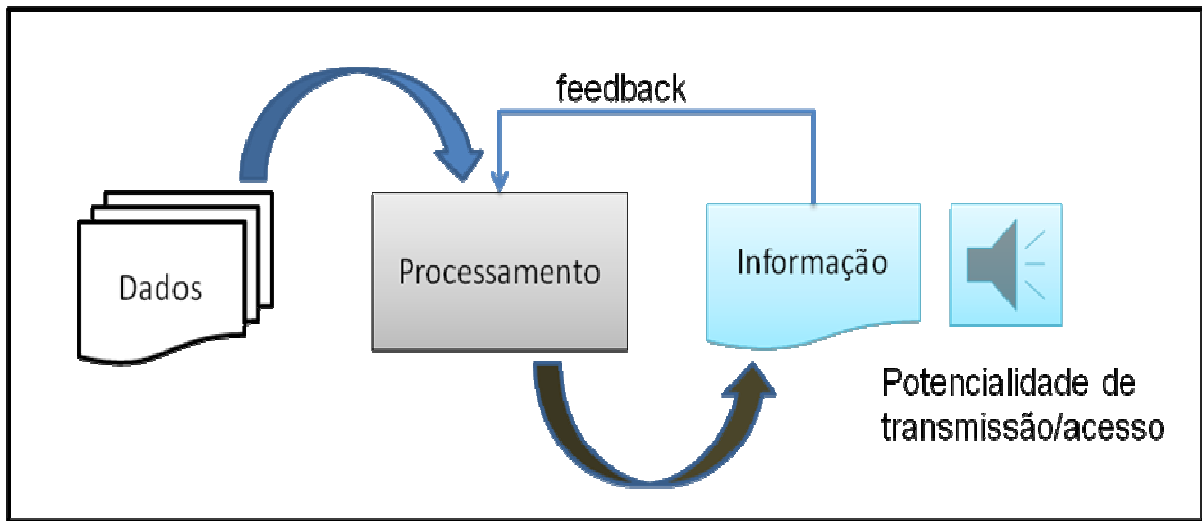 feedback
Dados
Processamento
Informação
Potencialidade de
transmissão/acesso